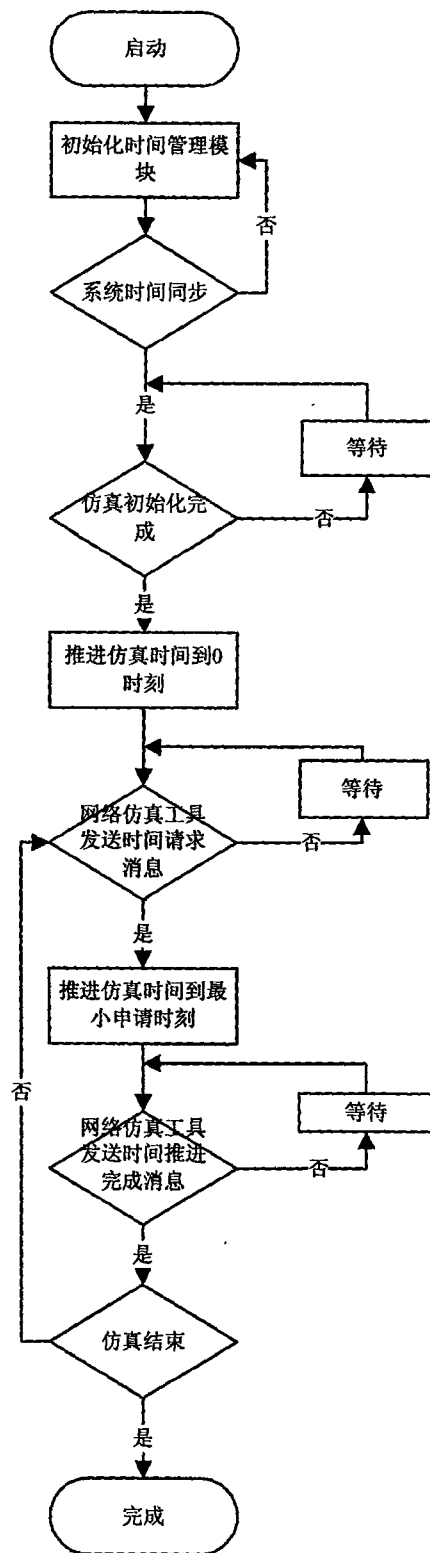 启动
初始化时间管理模
块
否
系统时间同步
是
等待
仿真初始化完
成
否
是
推进仿真时间到0
时刻
等待
网络仿真工具
发送时间请求
消息
否
是
推进仿真时间到最
小申请时刻
否
等待
网络仿真工具
发送时间推进
完成消息
否
是
仿真结束
是
完成